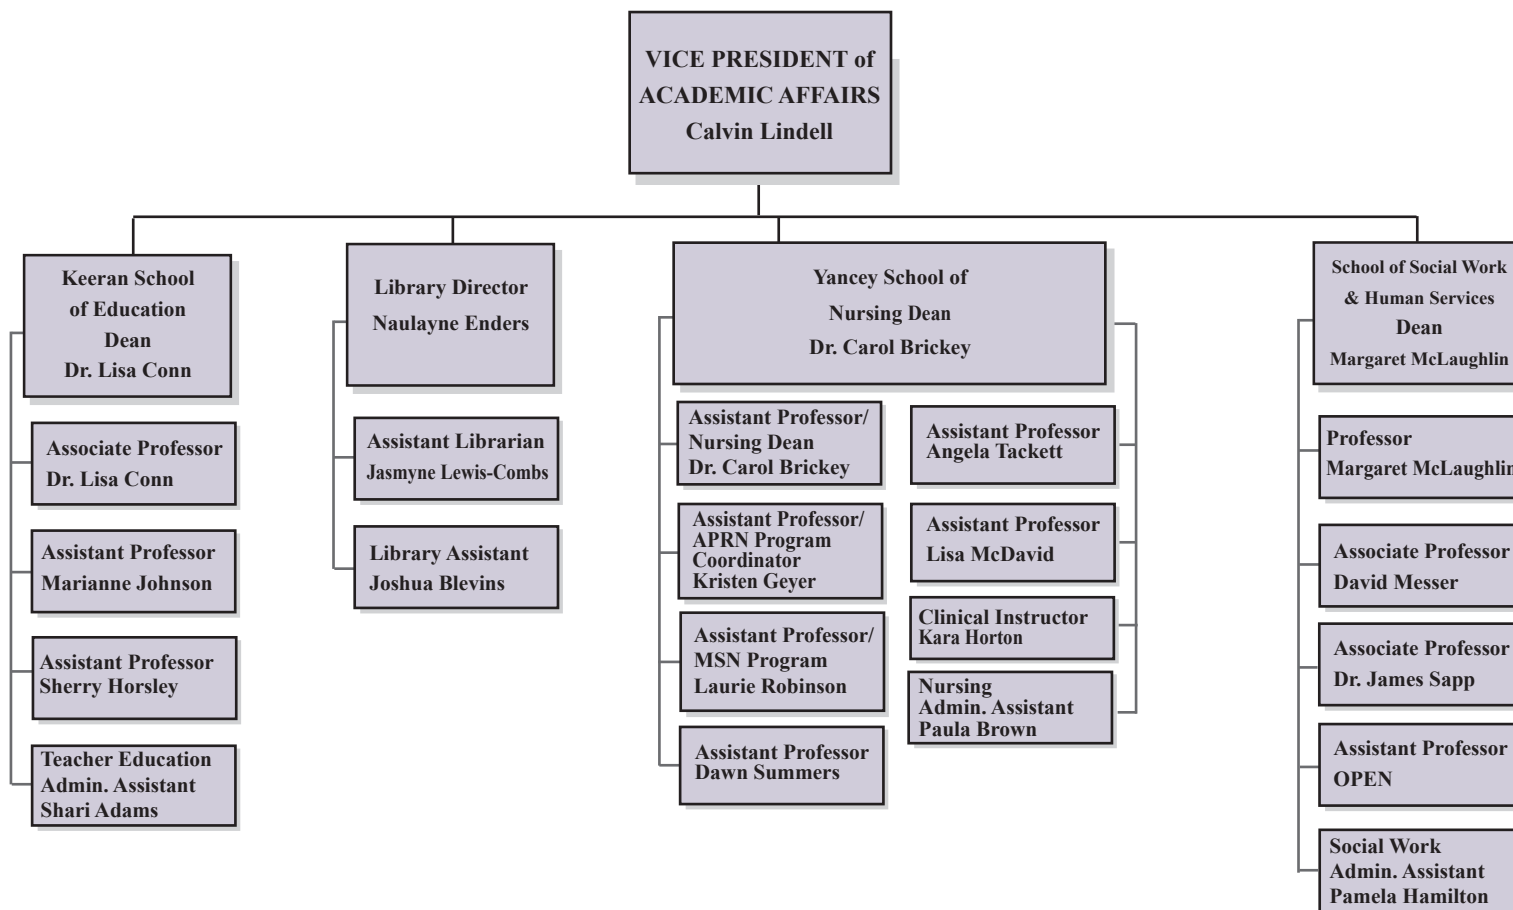 VICE PRESIDENT of
ACADEMIC AFFAIRS
Calvin Lindell
Keeran School
of Education
Dean
Dr. Lisa Conn
Associate Professor
Dr. Lisa Conn
Assistant Professor
Marianne Johnson
Assistant Professor
Sherry Horsley
Teacher Education
Admin. Assistant
Shari Adams
Library Director
Naulayne Enders
Assistant Librarian
Jasmyne Lewis-Combs
Library Assistant
Joshua Blevins
Yancey School of
Nursing Dean
Dr. Carol Brickey
Assistant Professor/
Nursing Dean
Dr. Carol Brickey
Assistant Professor/
APRN Program
Coordinator
Kristen Geyer
Assistant Professor/
MSN Program
Laurie Robinson
Assistant Professor
Dawn Summers
Assistant Professor
Angela Tackett
Assistant Professor
Lisa McDavid
Clinical Instructor
Kara Horton
Nursing
Admin. Assistant
Paula Brown
School of Social Work
& Human Services
Dean
Margaret McLaughlin
Professor
Margaret McLaughlin
Associate Professor
David Messer
Associate Professor
Dr. James Sapp
Assistant Professor
OPEN
Social Work
Admin. Assistant
Pamela Hamilton